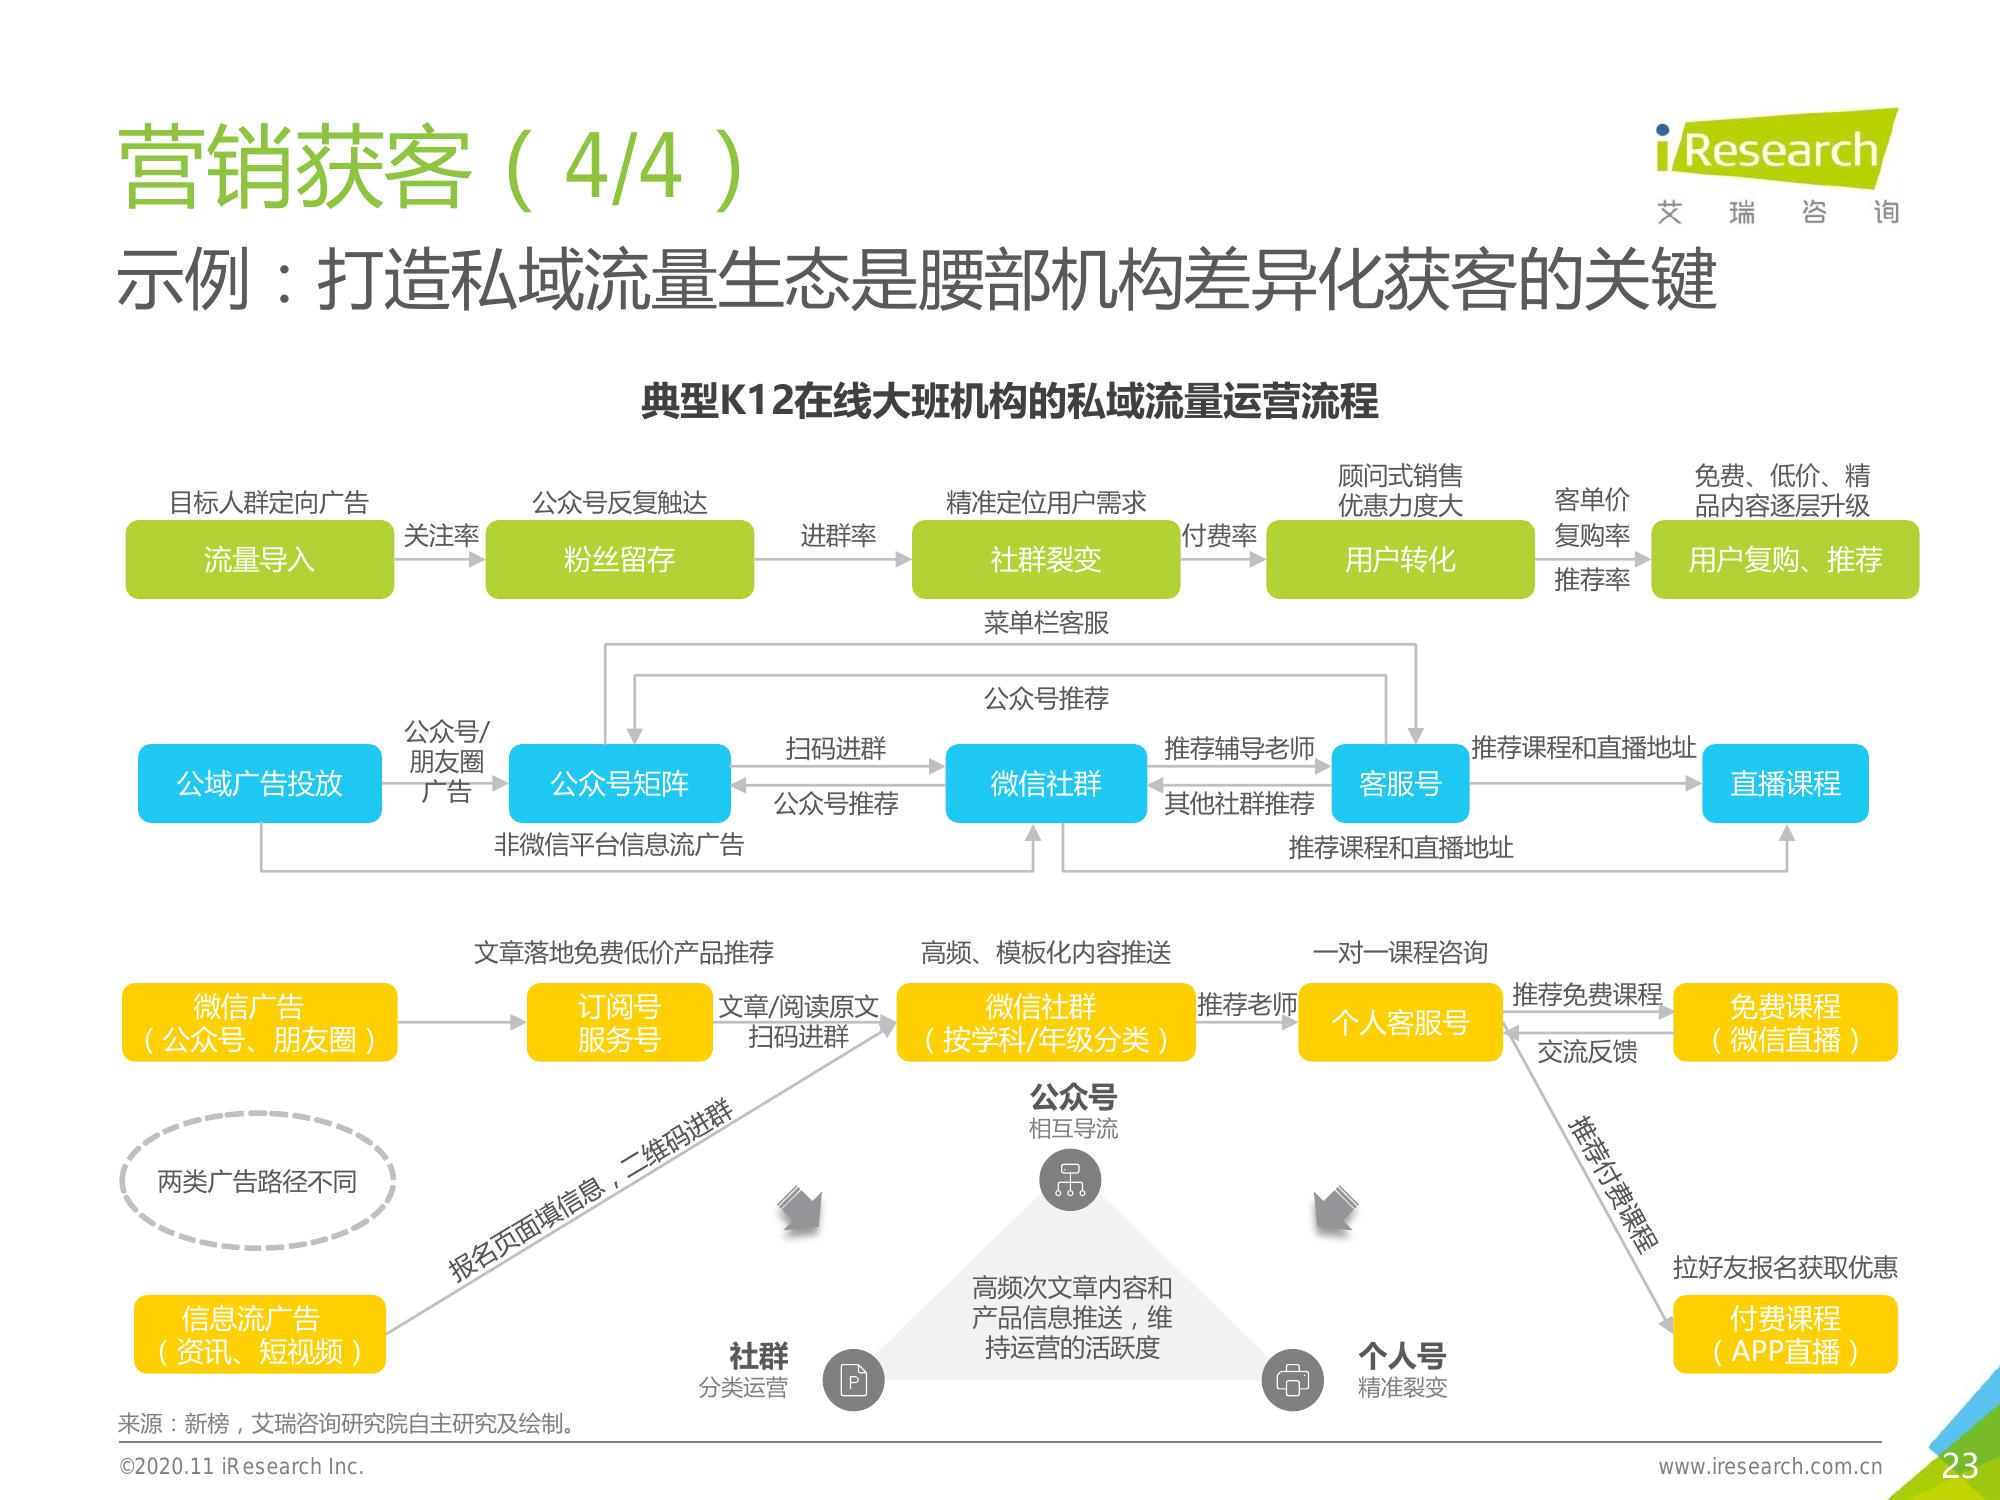 营销获客（4/4）
iResearch
艾瑞咨询
示例：打造私域流量生态是腰部机构差异化获客的关键
典型K12在线大班机构的私域流量运营流程
目标人群定向广告
公众号反复触达
精准定位用户需求
顾问式销售
优惠力度大
免费、低价、精
品内容逐层升级
流量导入
关注率
粉丝留存
进群率
社群裂变
付费率
用户转化
客单价
复购率
推荐率
用户复购、推荐
菜单栏客服
公众号推荐
公域广告投放
公众号/
朋友圈
广告
公众号矩阵
扫码进群
公众号推荐
微信社群
推荐辅导老师
其他社群推荐
客服号
推荐课程和直播地址
直播课程
非微信平台信息流广告
推荐课程和直播地址
文章落地免费低价产品推荐
高频、模板化内容推送
一对一课程咨询
微信广告
（公众号、朋友圈）
订阅号
服务号
文章/阅读原文
扫码进群
微信社群
（按学科/年级分类）
推荐老师
个人客服号
推荐免费课程
交流反馈
免费课程
（微信直播）
两类广告路径不同
报名页面填信息，二维码进群
公众号
相互导流
推荐付费课程
高频次文章内容和
产品信息推送，维
持运营的活跃度
拉好友报名获取优惠
信息流广告
（资讯、短视频）
社群
分类运营
P
个人号
精准裂变
付费课程
（APP直播）
来源：新榜，艾瑞咨询研究院自主研究及绘制。
©2020.11 iResearch Inc.
www.iresearch.com.cn
23